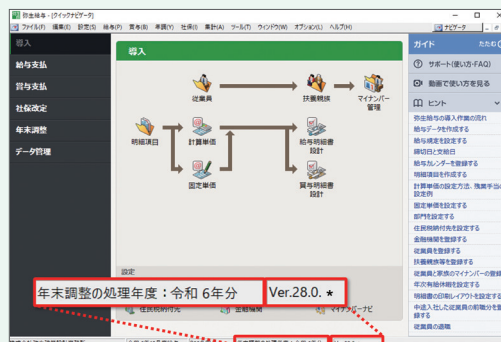 弥生給与 - [クイックナビゲータ]
ファイル(F) 編集(E) 設定(S) 給与(P) 賞与(B) 年調(Y) 社保(I) 集計(A) ツール(T) ウィンドウ(W) オプション(L) ヘルプ(H)
ナビゲータ
導入
給与支払
賞与支払
社保改定
年末調整
データ管理
導入
従業員
扶養親族
マイナンバー
管理
明細項目
計算単価
給与明細書
設計
固定単価
賞与明細書
設計
設定
年末調整の処理年度：令和 6年分
Ver.28.0. *
住民税納付先
金融機関
マイナンバーナビ
ガイド
たたむ
サポート(使い方・FAQ)
動画で使い方を見る
ヒント
弥生給与の導入作業の流れ
給与データを作成する
給与規定を設定する
締切日と支給日
給与カレンダーを登録する
明細項目を作成する
計算単価の設定方法、残業手当の
設定例
固定単価を設定する
部門を設定する
住民税納付先を設定する
金融機関を登録する
従業員を登録する
扶養親族等を登録する
従業員と家族のマイナンバーの登録
年次有給休暇を設定する
明細書の印刷レイアウトを設定する
中途入社した従業員の前職分を登
録する
従業員の退職